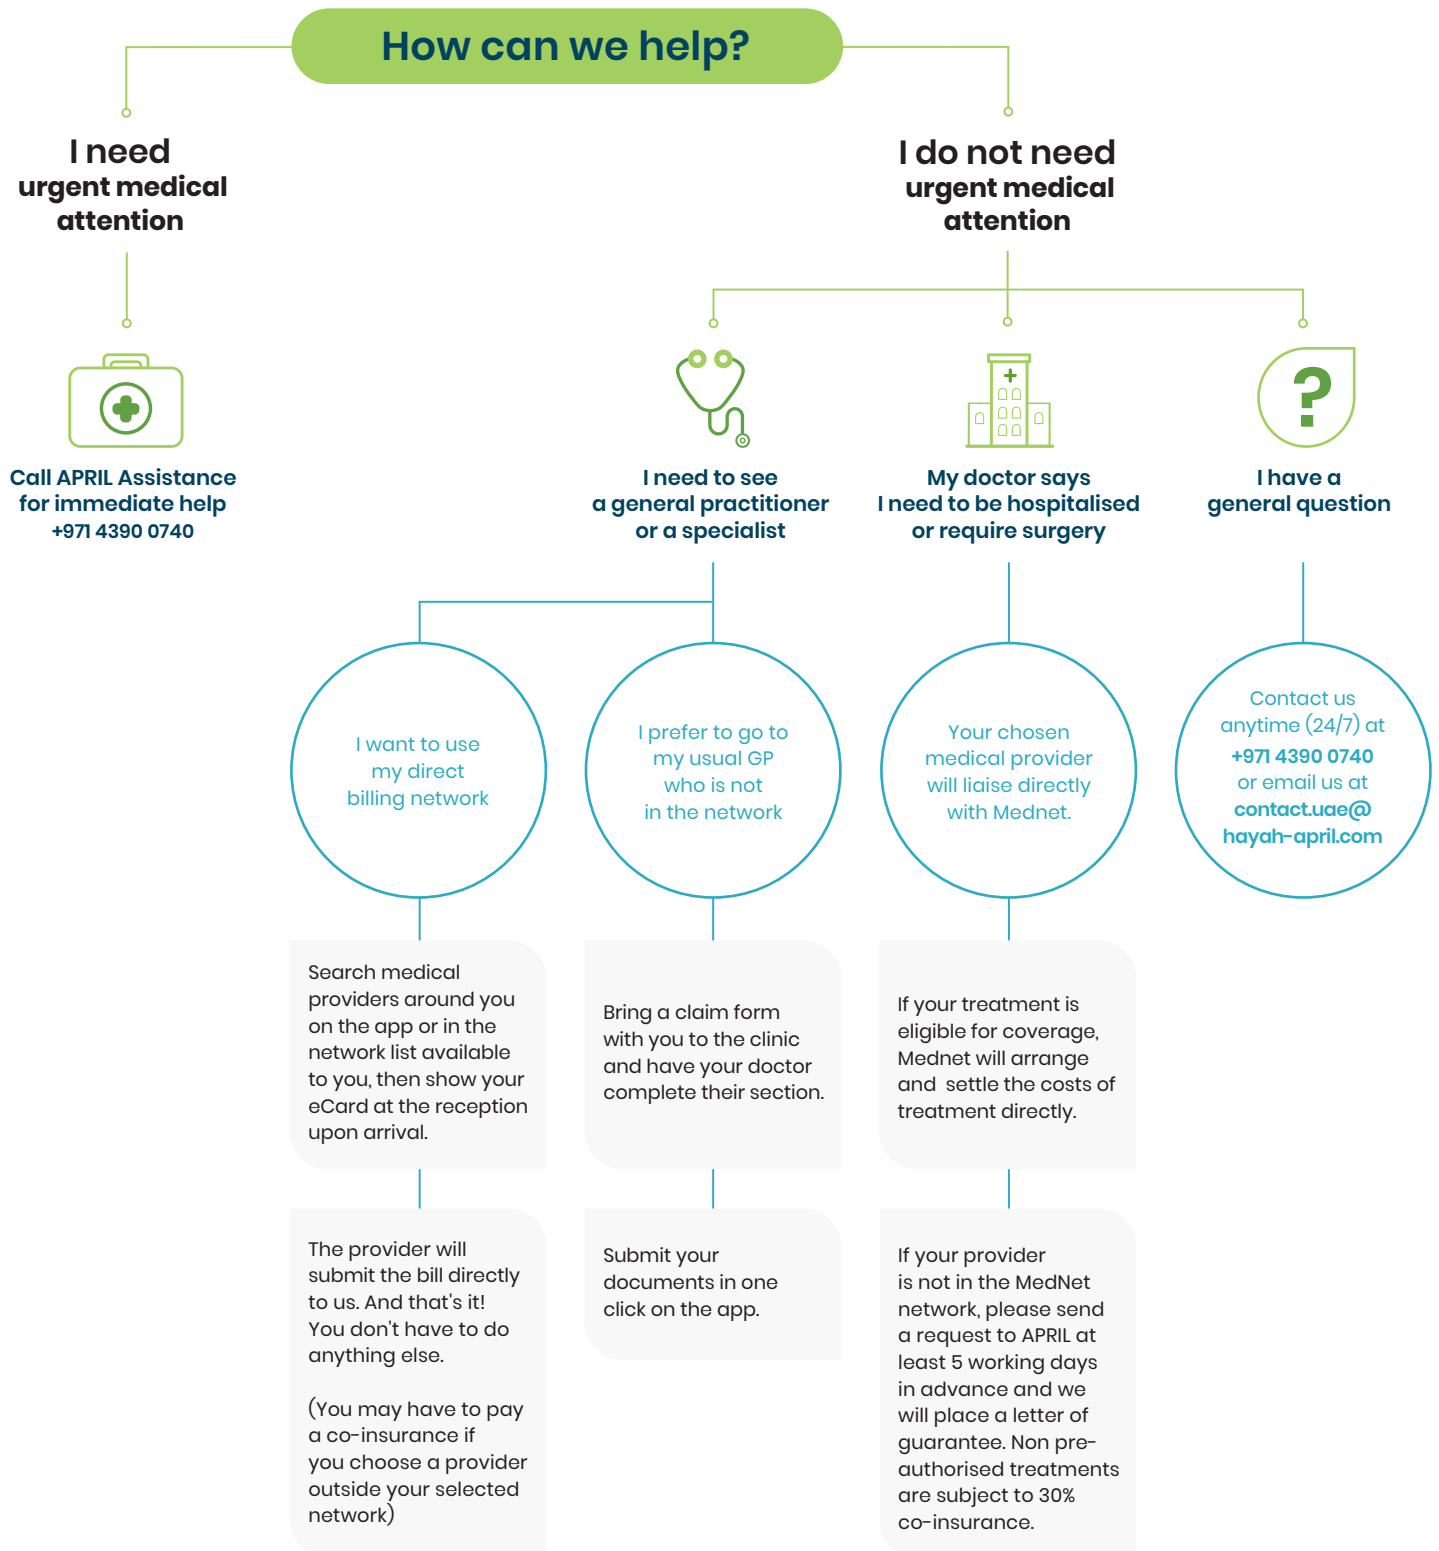 How can we help?
I need
urgent medical
attention
Call APRIL Assistance
for immediate help
+971 4390 0740
I do not need
urgent medical
attention
I need to see
a general practitioner
or a specialist
I want to use
my direct
billing network
Search medical
providers around you
on the app or in the
network list available
to you, then show your
eCard at the reception
upon arrival.
The provider will
submit the bill directly
to us. And that's it!
You don't have to do
anything else.
(You may have to pay
a co-insurance if
you choose a provider
outside your selected
network)
I prefer to go to
my usual GP
who is not
in the network
Bring a claim form
with you to the clinic
and have your doctor
complete their section.
Submit your
documents in one
click on the app.
My doctor says
I need to be hospitalised
or require surgery
Your chosen
medical provider
will liaise directly
with Mednet.
If your treatment is
eligible for coverage,
Mednet will arrange
and settle the costs of
treatment directly.
If your provider
is not in the MedNet
network, please send
a request to APRIL at
least 5 working days
in advance and we
will place a letter of
guarantee. Non pre-
authorised treatments
are subject to 30%
co-insurance.
?
I have a
general question
Contact us
anytime (24/7) at
+971 4390 0740
or email us at
contact.uae@
hayah-april.com